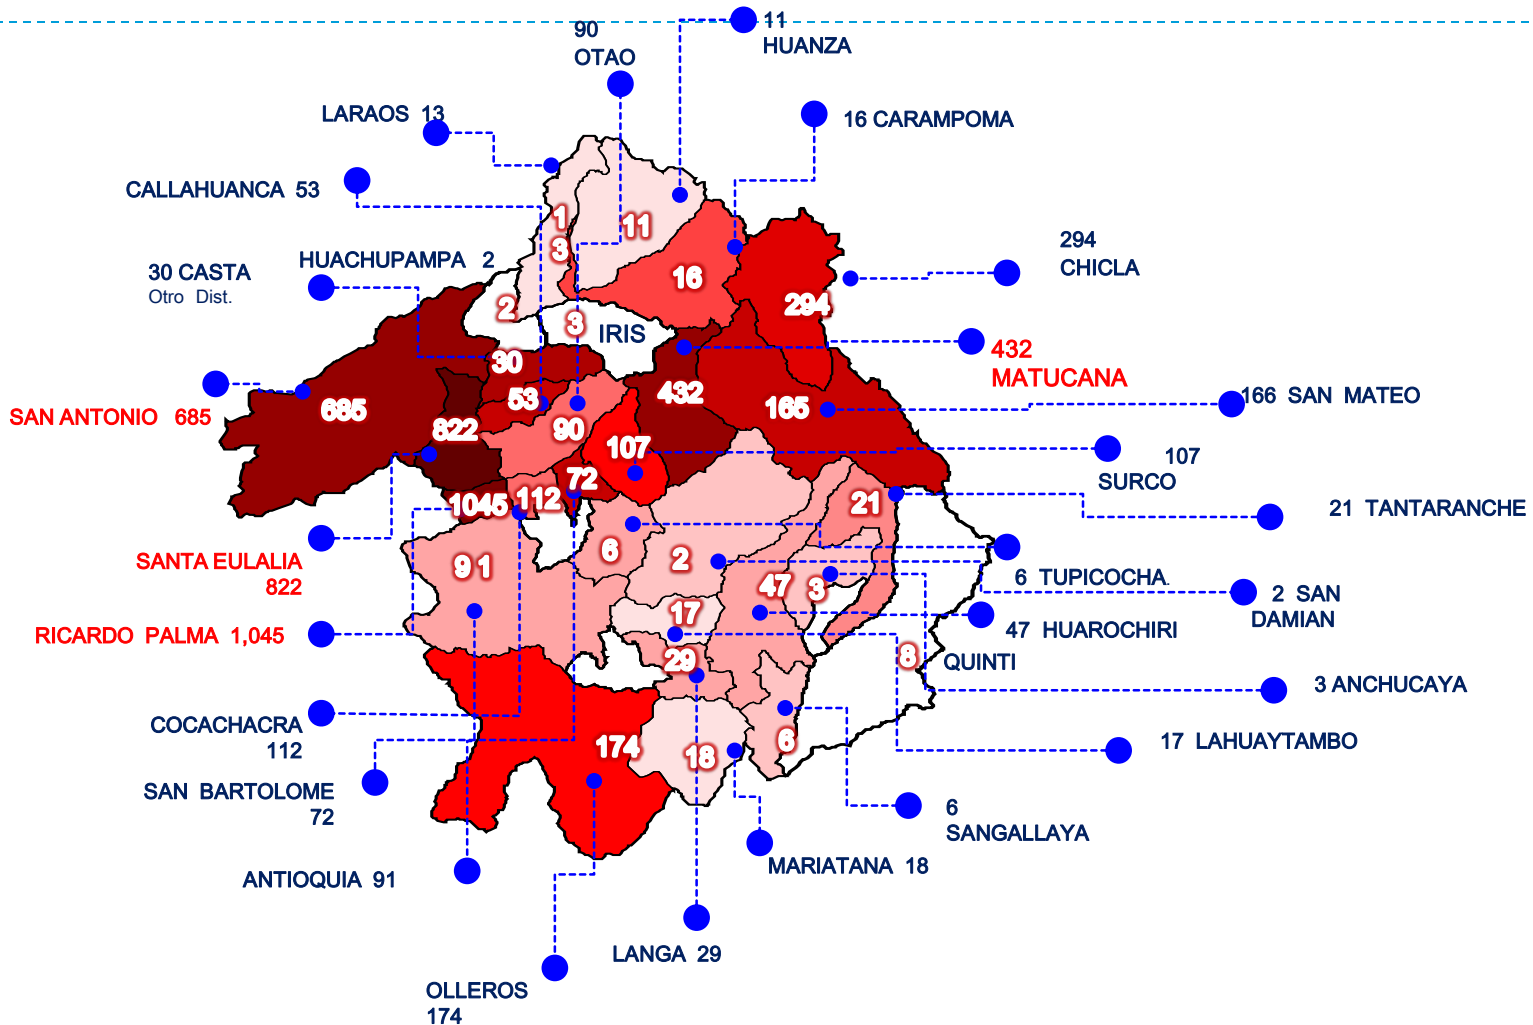 90
OTAO
11
HUANZA
LARAOS 13
16 CARAMPOMA
CALLAHUANCA 53
30 CASTA
Otro Dist.
HUACHUPAMPA 2
294
CHICLA
432
MATUCANA
SAN ANTONIO 685
166 SAN MATEO
107
SURCO
21 TANTARANCHE
SANTA EULALIA
822
6 TUPICOCHA
2 SAN
DAMIAN
RICARDO PALMA 1,045
47 HUAROCHIRI
QUINTI
3 ANCHUCAYA
COCACHACRA
112
17 LAHUAYTAMBO
SAN BARTOLOME
72
6
SANGALLAYA
ANTIOQUIA 91
MARIATANA 18
LANGA 29
OLLEROS
174
1
3
11
16
294
2
3
IRIS
30
53
685
822
90
432
165
107
72
1045
112
21
6
2
9 1
47
3
17
29
8
174
18
6